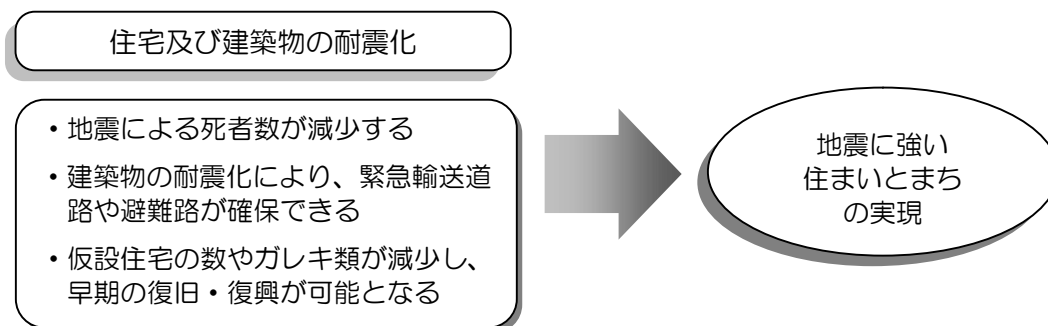 住宅及び建築物の耐震化
・地震による死者数が減少する
・建築物の耐震化により、緊急輸送道
路や避難路が確保できる
・仮設住宅の数やガレキ類が減少し、
早期の復旧・復興が可能となる
地震に強い
住まいとまち
の実現